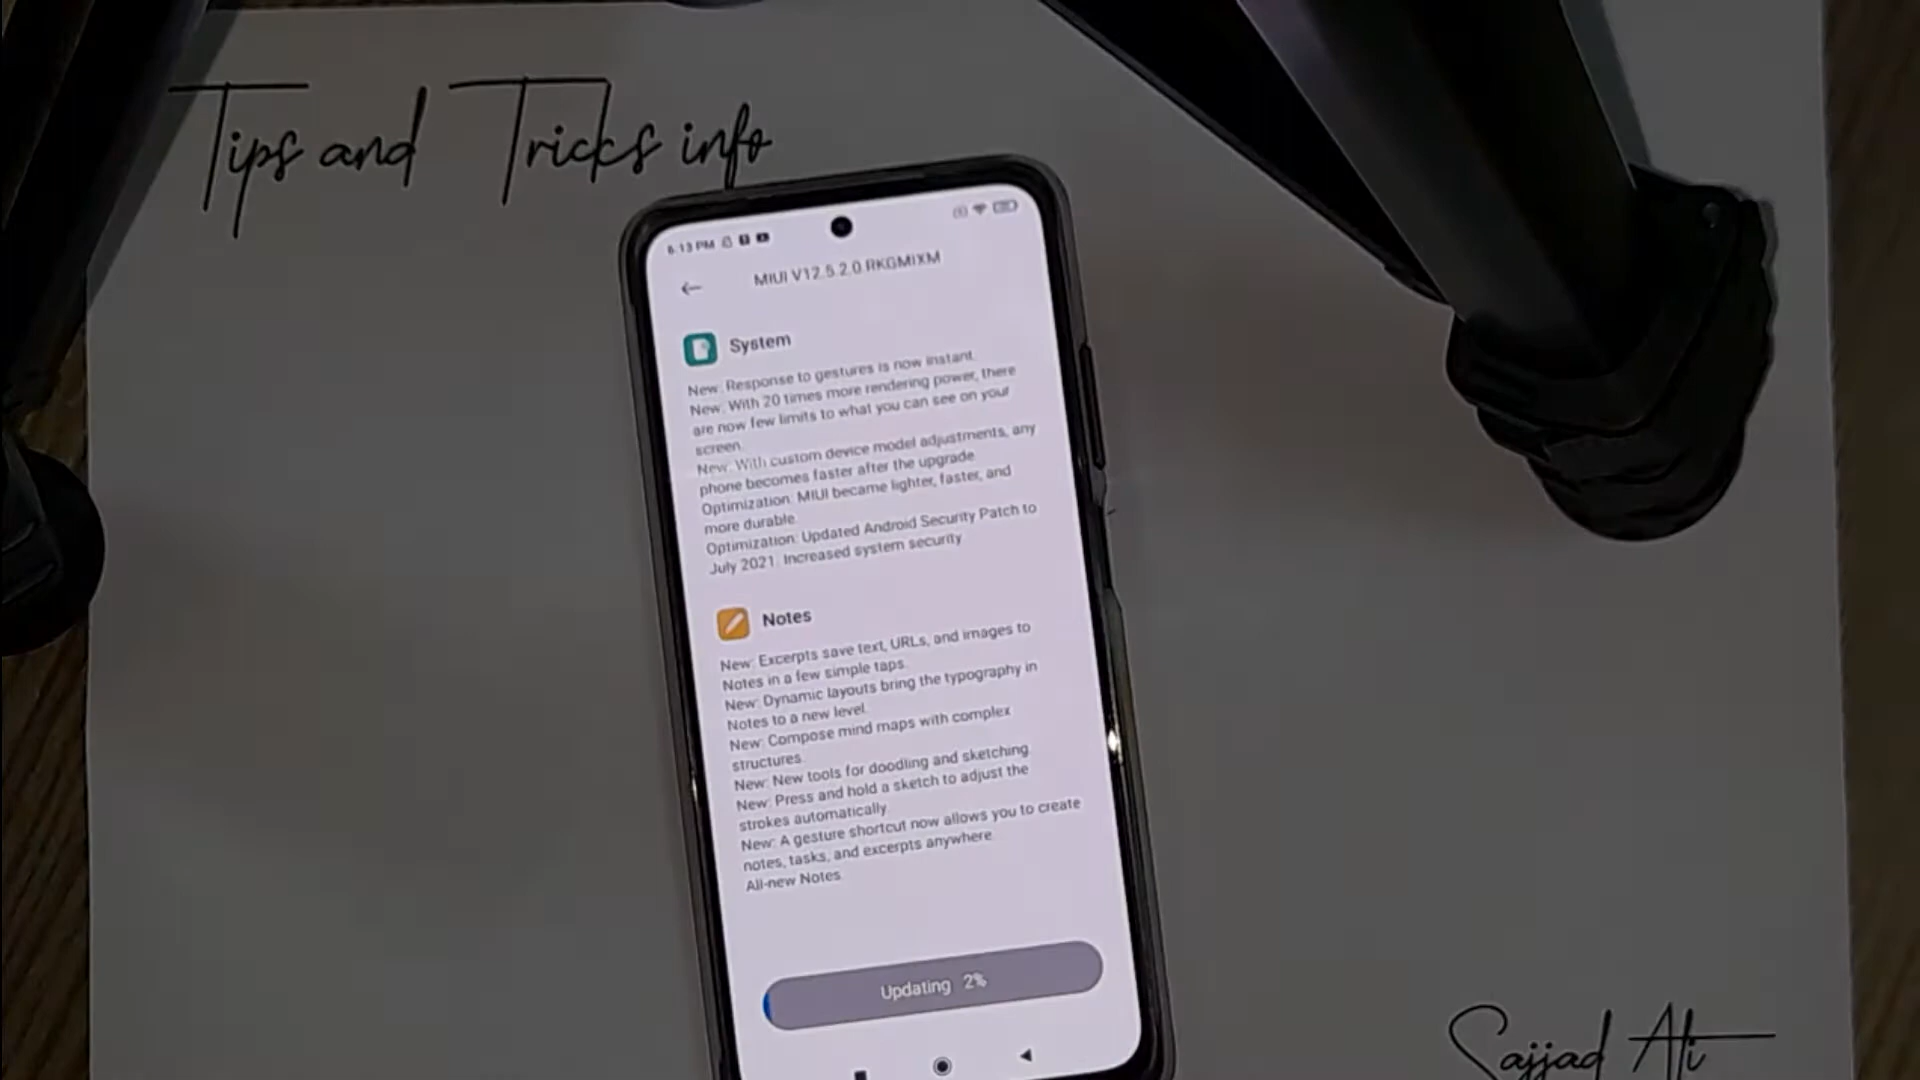 Tips and Tricks info
6:13 PM
MIUI V12.5.2.0.RKGMIXM
System
New: Response to gestures is now instant.
New: With 20 times more rendering power, there
are now few limits to what you can see on your
screen.
New: With custom device model adjustments, any
phone becomes faster after the upgrade.
Optimization: MIUI became lighter, faster, and
more durable.
Optimization: Updated Android Security Patch to
July 2021. Increased system security.
Notes
New: Excerpts save text, URLs, and images to
Notes in a few simple taps.
New: Dynamic layouts bring the typography in
Notes to a new level.
New: Compose mind maps with complex
structures.
New: New tools for doodling and sketching.
New: Press and hold a sketch to adjust the
strokes automatically.
New: A gesture shortcut now allows you to create
notes, tasks, and excerpts anywhere.
All-new Notes.
Updating 2%
Sajjad Ali